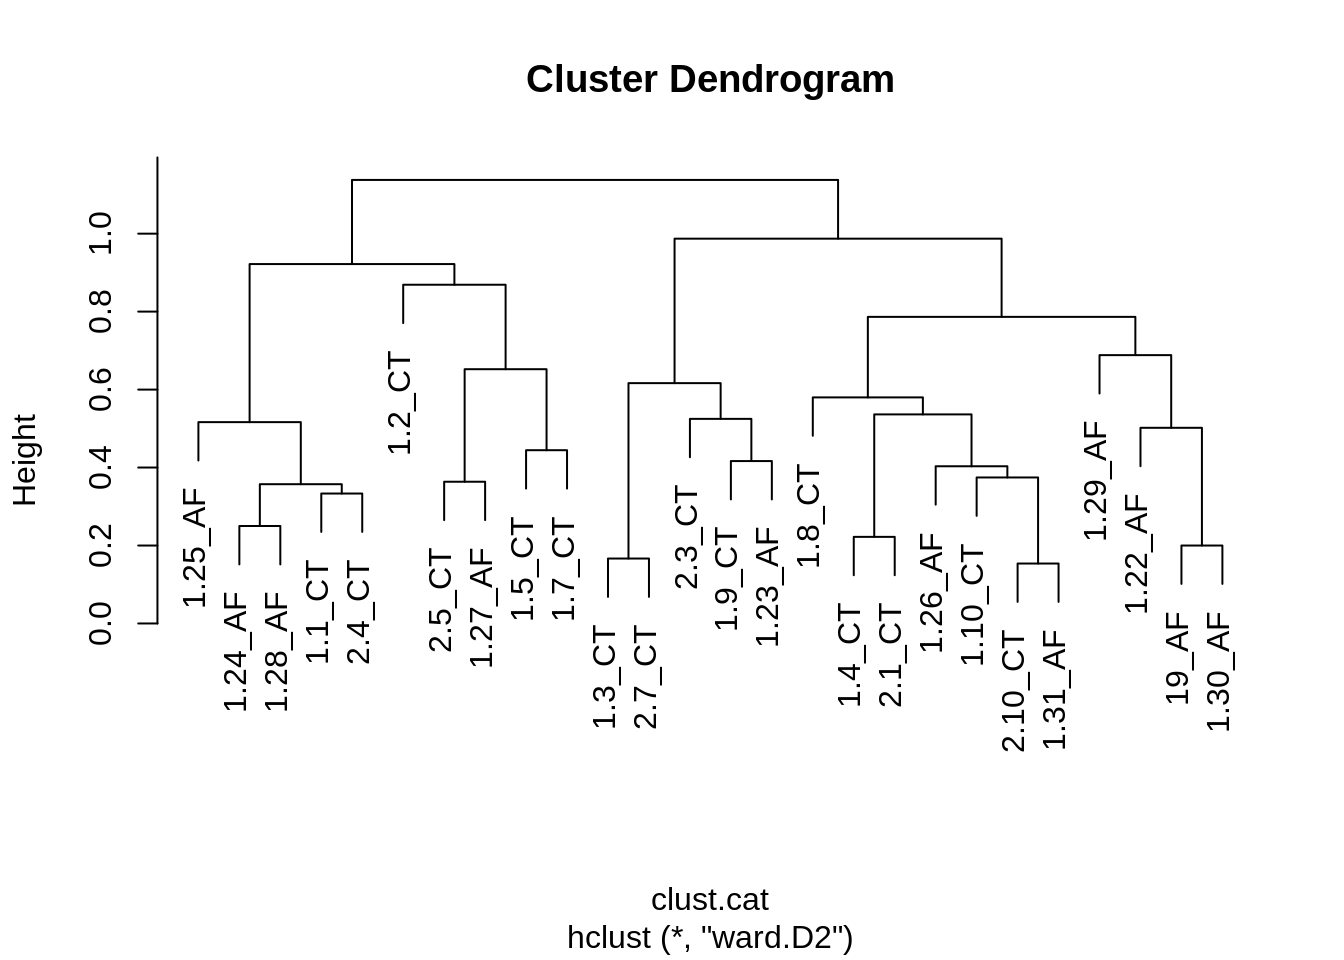 Cluster Dendrogram
Height
1.0
0.8
0.6
0.4
0.2
0.0
1.25_AF
1.24_AF
1.28_AF
1.1_CT
2.4_CT
1.2_CT
2.5_CT
1.27_AF
1.5_CT
1.7_CT
1.3_CT
2.7_CT
2.3_CT
1.9_CT
1.23_AF
1.8_CT
1.4_CT
2.1_CT
1.26_AF
1.10_CT
2.10_CT
1.31_AF
1.29_AF
1.22_AF
19_AF
1.30_AF
clust.cat
hclust (*, "ward.D2")